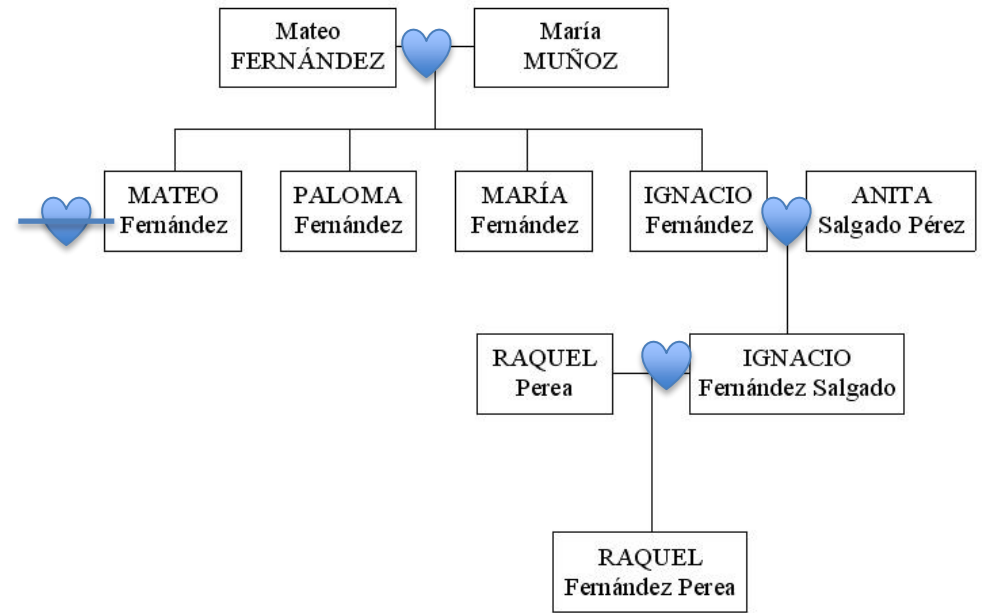 Mateo
FERNÁNDEZ
María
MUÑOZ
MATEO
Fernández
PALOMA
Fernández
MARÍA
Fernández
IGNACIO
Fernández
ANITA
Salgado Pérez
RAQUEL
Perea
IGNACIO
Fernández Salgado
RAQUEL
Fernández Perea